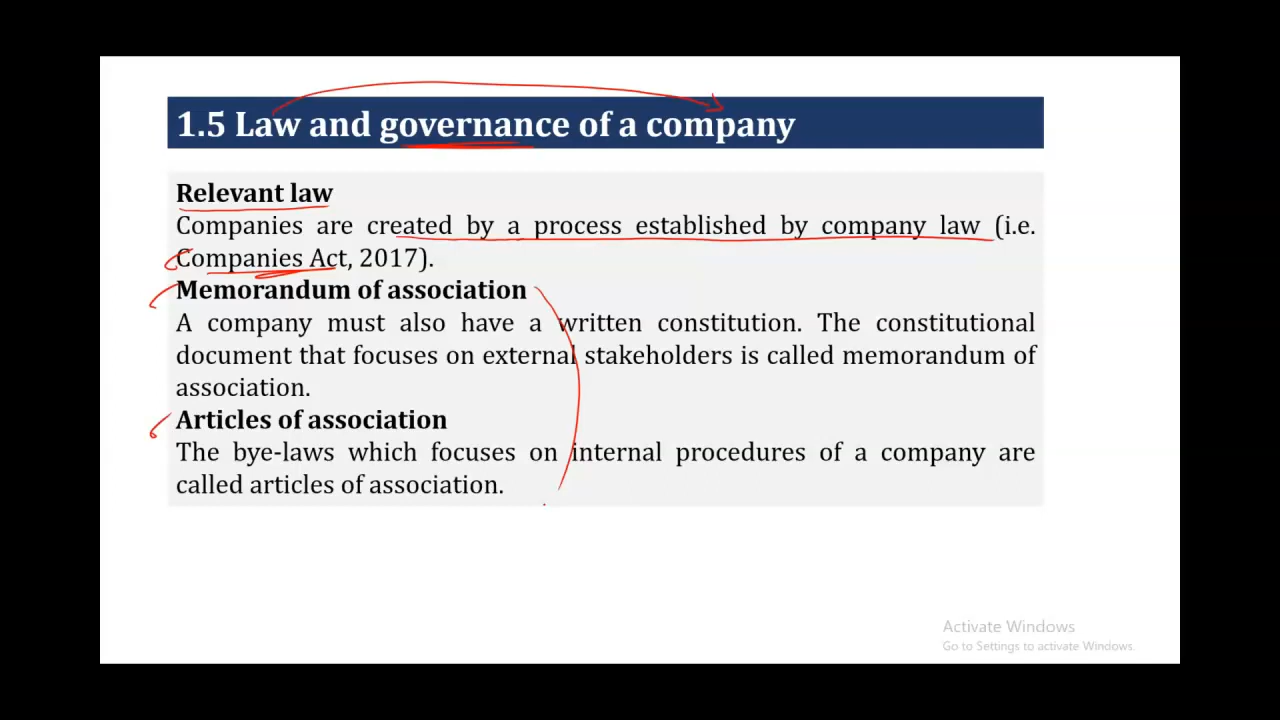 1.5 Law and governance of a company
Relevant law
Companies are created by a process established by company law (i.e.
Companies Act, 2017).
Memorandum of association
A company must also have a written constitution. The constitutional
document that focuses on external stakeholders is called memorandum of
association.
Articles of association
The bye-laws which focuses on internal procedures of a company are
called articles of association.
Activate Windows
Go to Settings to activate Windows.